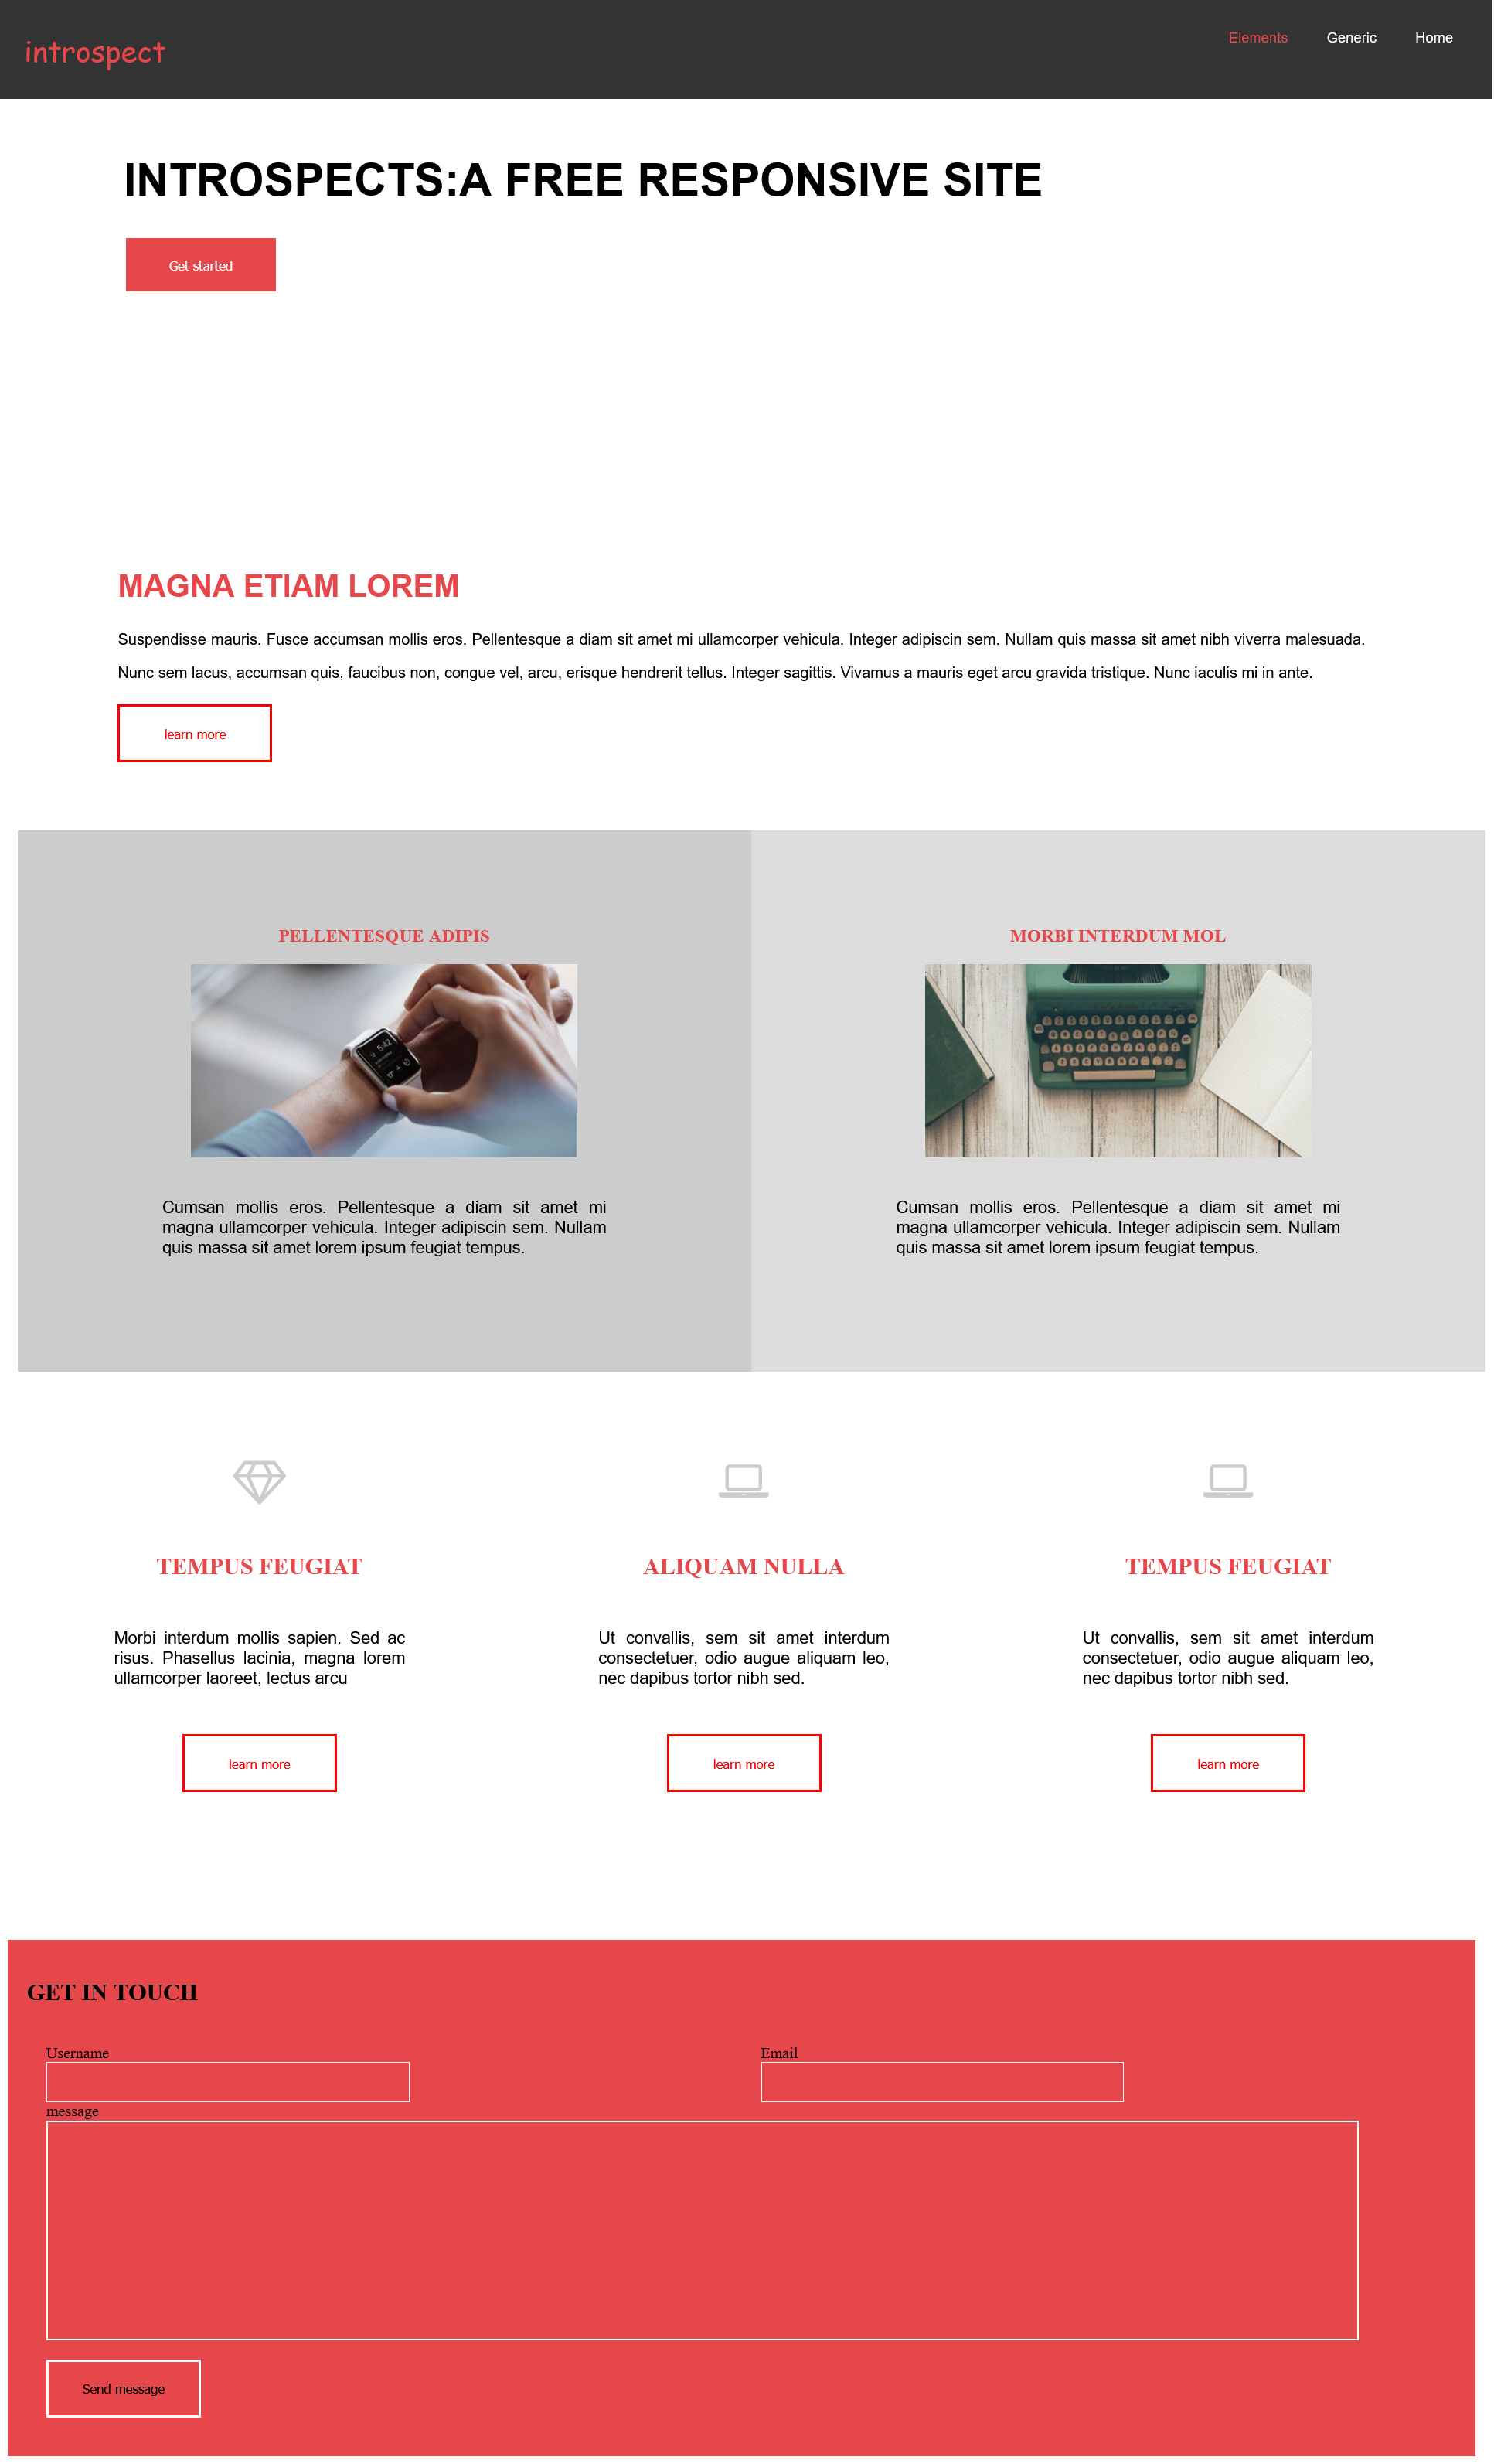 introspect
Elements Generic Home
INTROSPECTS:A FREE RESPONSIVE SITE
Get started
MAGNA ETIAM LOREM
Suspendisse mauris. Fusce accumsan mollis eros. Pellentesque a diam sit amet mi ullamcorper vehicula. Integer adipiscin sem. Nullam quis massa sit amet nibh viverra malesuada.
Nunc sem lacus, accumsan quis, faucibus non, congue vel, arcu, erisque hendrerit tellus. Integer sagittis. Vivamus a mauris eget arcu gravida tristique. Nunc iaculis mi in ante.
learn more
PELLENTESQUE ADIPIS
5:42
Cumsan mollis eros. Pellentesque a diam sit amet mi
magna ullamcorper vehicula. Integer adipiscin sem. Nullam
quis massa sit amet lorem ipsum feugiat tempus.
MORBI INTERDUM MOL
Cumsan mollis eros. Pellentesque a diam sit amet mi
magna ullamcorper vehicula. Integer adipiscin sem. Nullam
quis massa sit amet lorem ipsum feugiat tempus.
TEMPUS FEUGIAT
Morbi interdum mollis sapien. Sed ac
risus. Phasellus lacinia, magna lorem
ullamcorper laoreet, lectus arcu
learn more
ALIQUAM NULLA
Ut convallis, sem sit amet interdum
consectetuer, odio augue aliquam leo,
nec dapibus tortor nibh sed.
learn more
TEMPUS FEUGIAT
Ut convallis, sem sit amet interdum
consectetuer, odio augue aliquam leo,
nec dapibus tortor nibh sed.
learn more
GET IN TOUCH
Username
Email
message
Send message